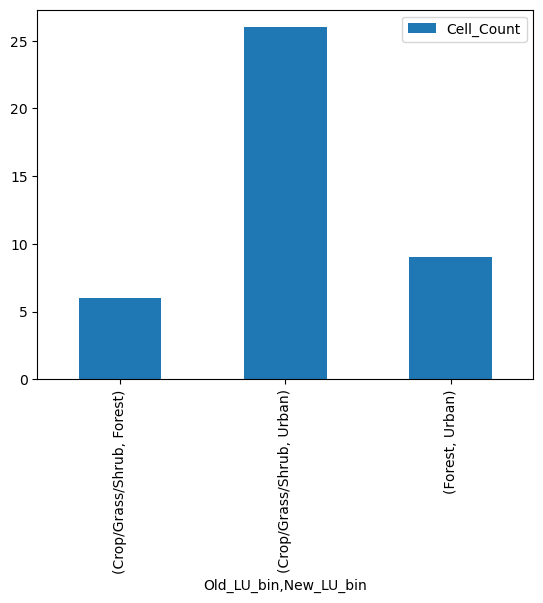 Cell_Count
25
20
15
10
5
0
(Crop/Grass/Shrub, Forest)
(Crop/Grass/Shrub, Urban)
(Forest, Urban)
Old_LU_bin,New_LU_bin